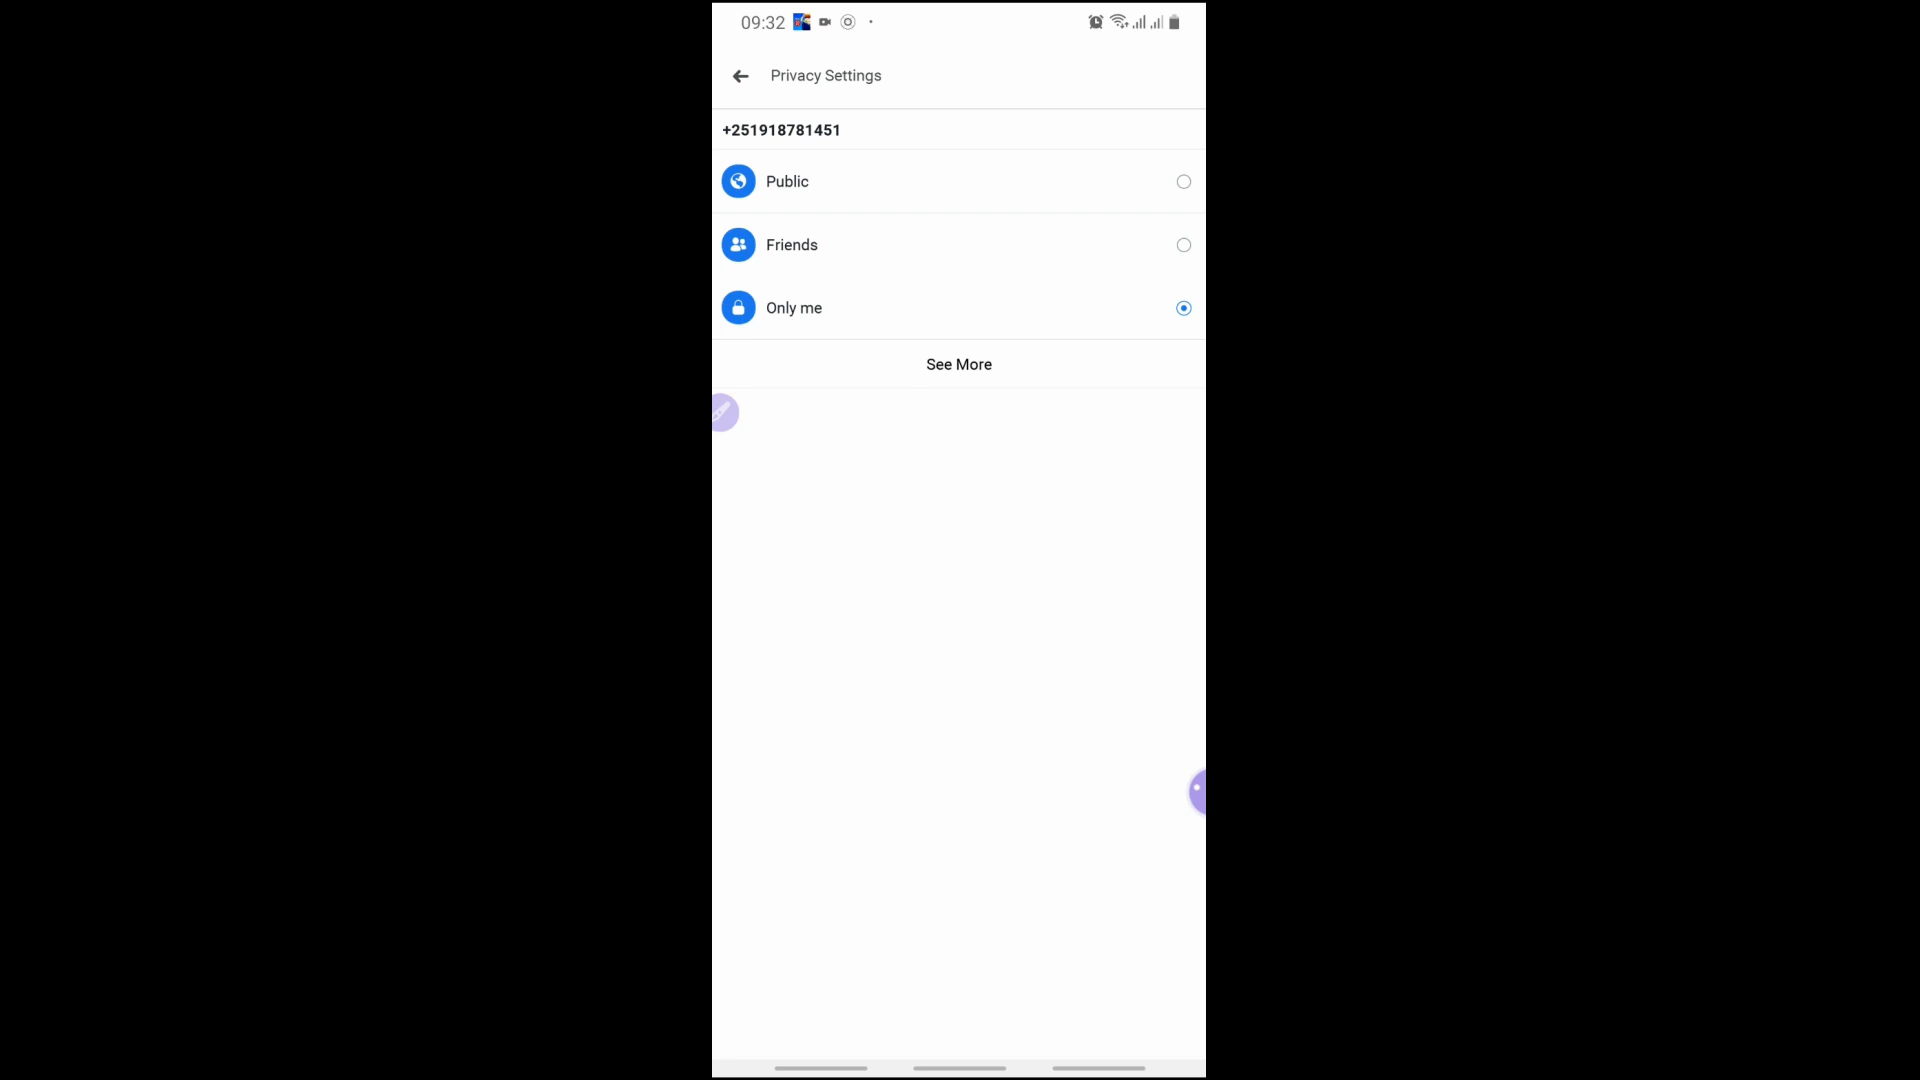 09:32
Privacy Settings
+251918781451
Public
Friends
Only me
See More